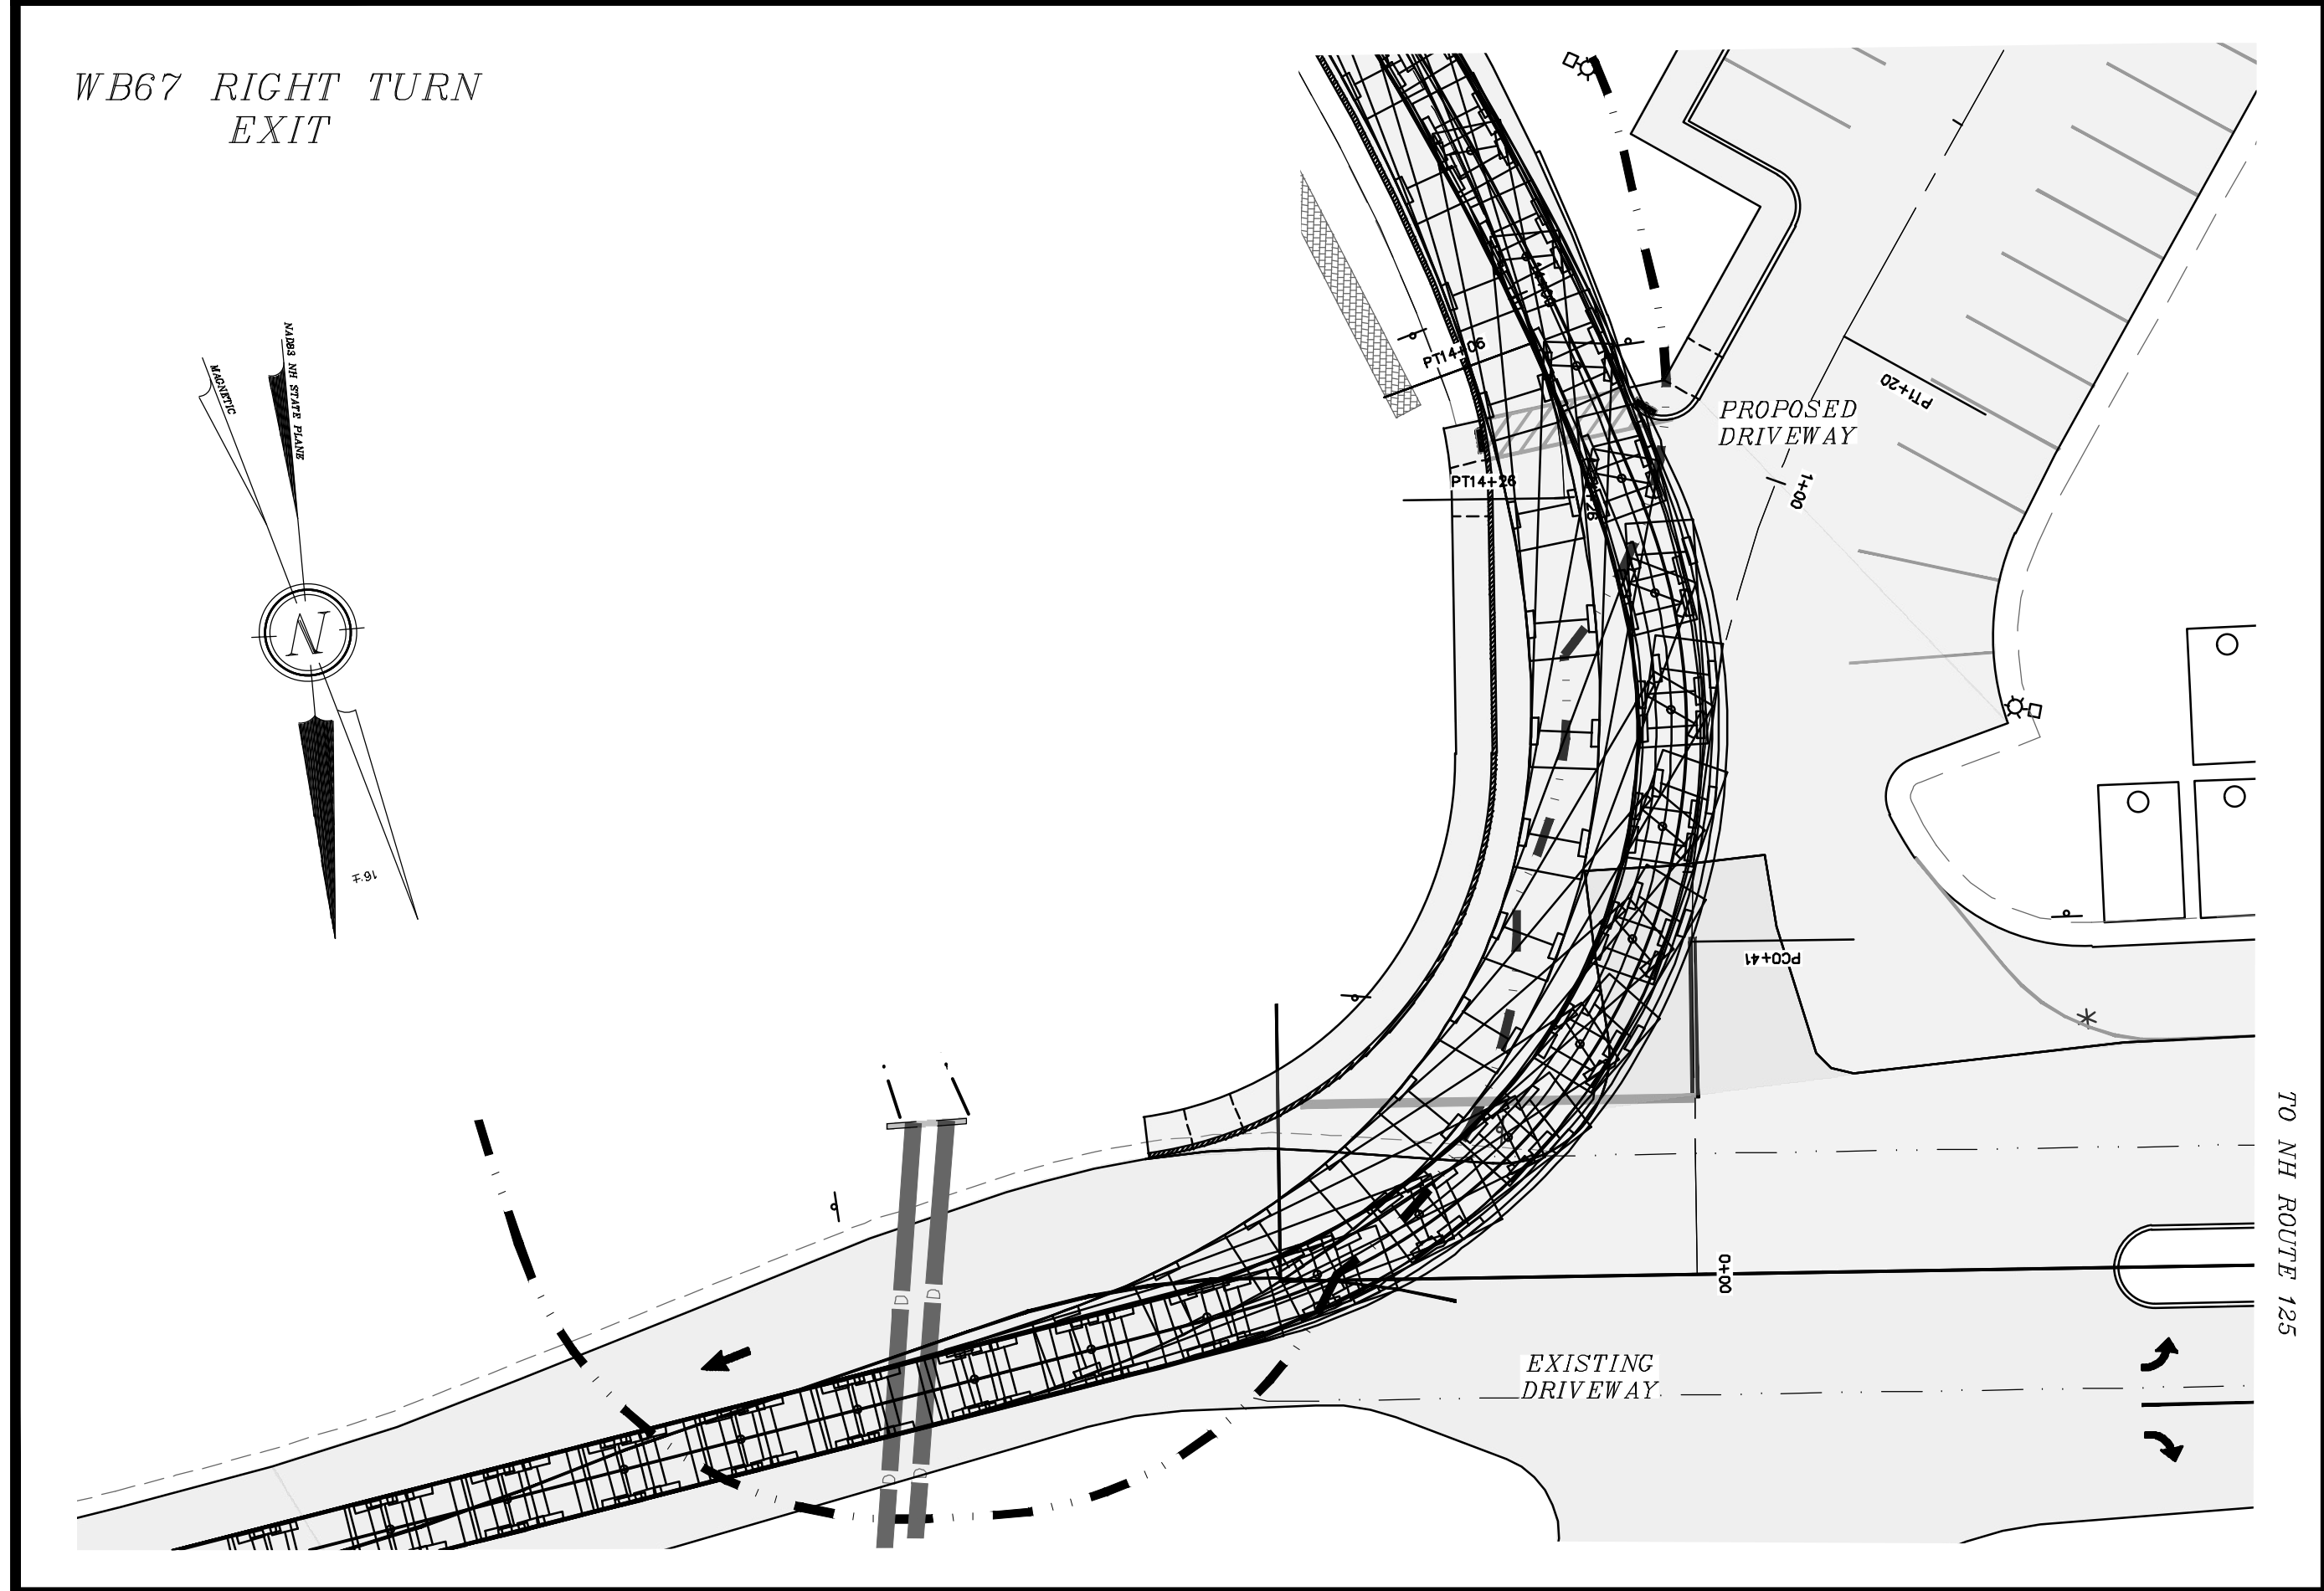 WB67 RIGHT TURN
EXIT
NAD83 NH STATE PLANE
MAGNETIC
N
16°±
PT14+06
PT14+26
PROPOSED
DRIVEWAY
PT1+20
1+00
PC0+41
0+00
D
D
D
D
EXISTING
DRIVEWAY
TO NH ROUTE 125